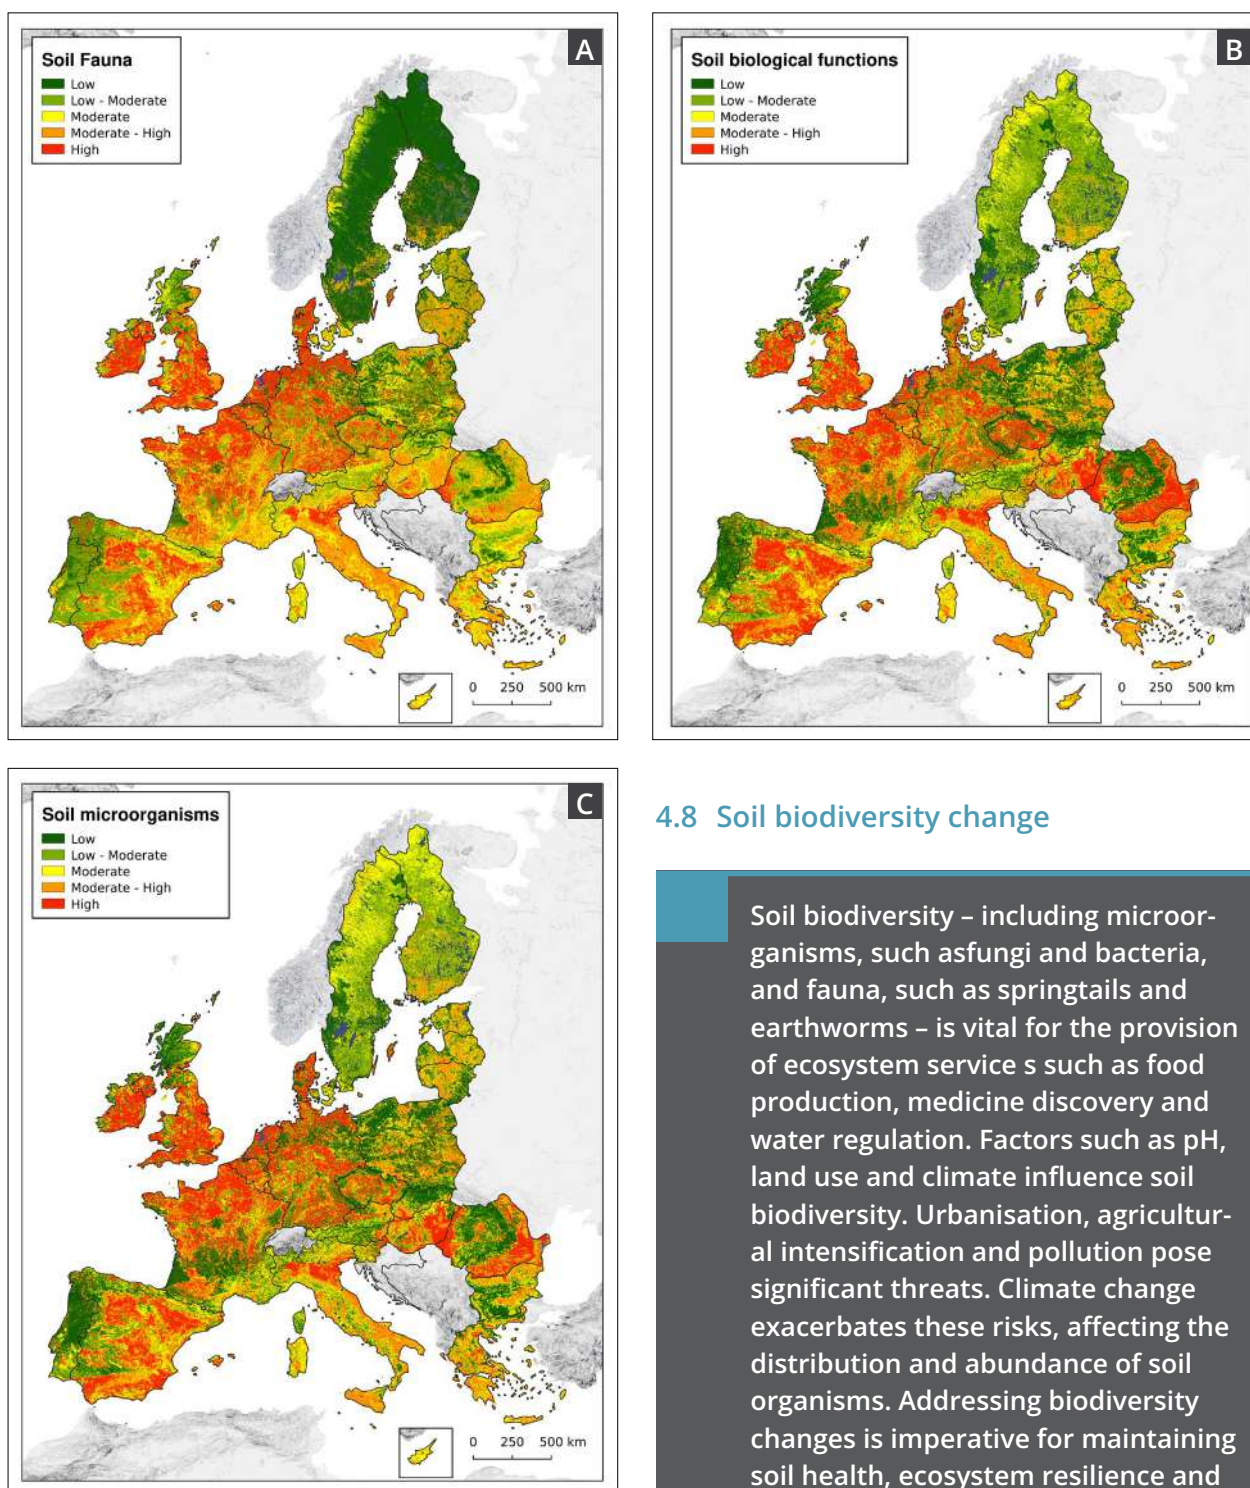 A
Soil Fauna
Low
Low - Moderate
Moderate
Moderate - High
High
0 250 500 km
B
Soil biological functions
Low
Low - Moderate
Moderate
Moderate - High
High
0 250 500 km
C
Soil microorganisms
Low
Low - Moderate
Moderate
Moderate - High
High
0 250 500 km
4.8 Soil biodiversity change
Soil biodiversity – including microor-
ganisms, such asfungi and bacteria,
and fauna, such as springtails and
earthworms – is vital for the provision
of ecosystem service s such as food
production, medicine discovery and
water regulation. Factors such as pH,
land use and climate influence soil
biodiversity. Urbanisation, agricultur-
al intensification and pollution pose
significant threats. Climate change
exacerbates these risks, affecting the
distribution and abundance of soil
organisms. Addressing biodiversity
changes is imperative for maintaining
soil health, ecosystem resilience and